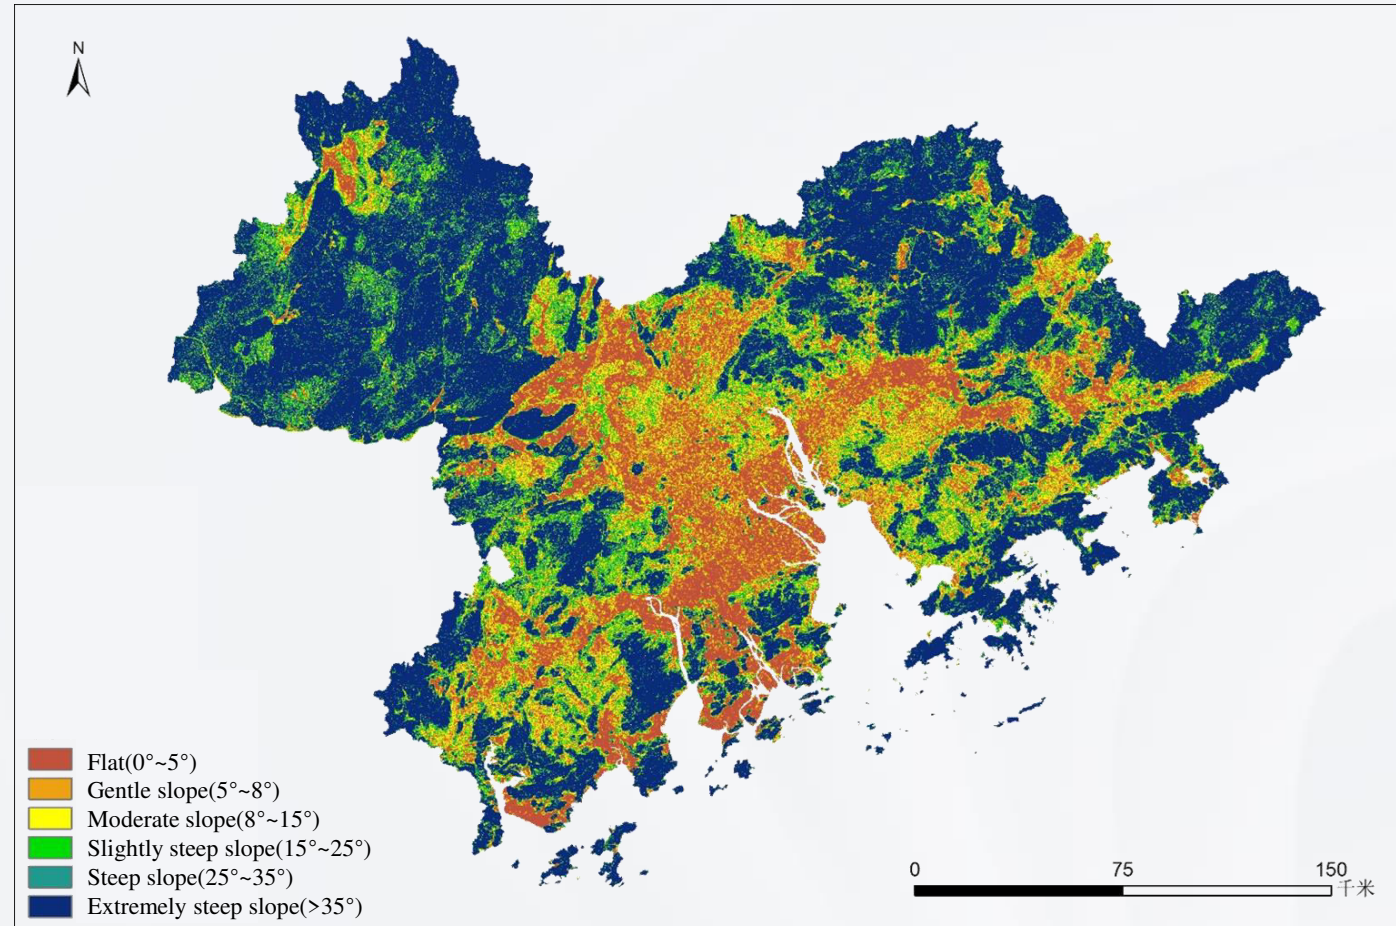 N
Flat(0°~5°)
Gentle slope(5°~8°)
Moderate slope(8°~15°)
Slightly steep slope(15°~25°)
Steep slope(25°~35°)
Extremely steep slope(>35°)
0 75 150
千米